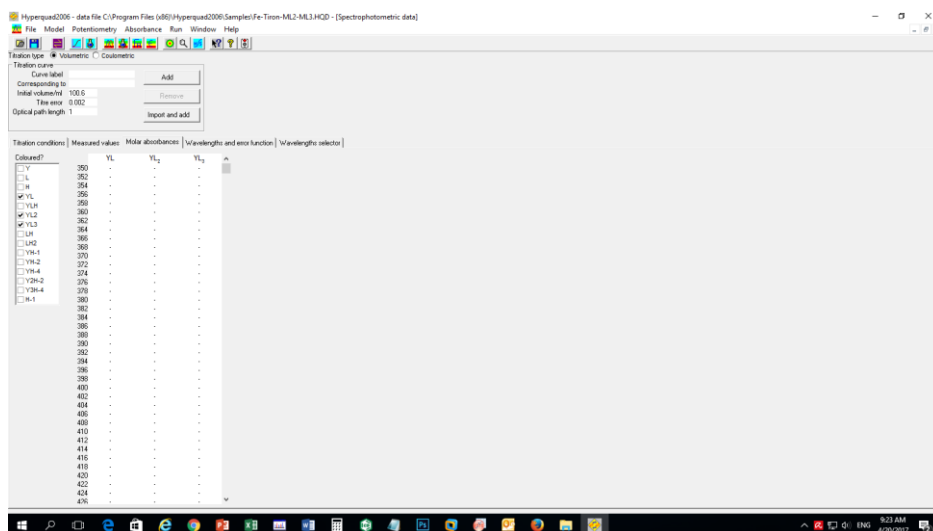 Hyperquad2006 - data file C:\Program Files (x86)\Hyperquad2006\Samples\Fe-Tiron-ML2-ML3.HQD - [Spectrophotometric data]
File Model Potentiometry Absorbance Run Window Help
Titration type Volumetric Coulometric
Titration curve
Curve label
Add
Corresponding to
Initial volume/ml 100.6
Remove
Titre error 0.002
Optical path length 1
Import and add
Titration conditions Measured values Molar absorbances Wavelengths and error function Wavelengths selector
Coloured? YL YL2 YL3
Y
L
H
YL
YLH
YL2
YL3
LH
LH2
YH-1
YH-2
YH-4
Y2H-2
Y3H-4
H-1
350 - - -
352 - - -
354 - - -
356 - - -
358 - - -
360 - - -
362 - - -
364 - - -
366 - - -
368 - - -
370 - - -
372 - - -
374 - - -
376 - - -
378 - - -
380 - - -
382 - - -
384 - - -
386 - - -
388 - - -
390 - - -
392 - - -
394 - - -
396 - - -
398 - - -
400 - - -
402 - - -
404 - - -
406 - - -
408 - - -
410 - - -
412 - - -
414 - - -
416 - - -
418 - - -
420 - - -
422 - - -
424 - - -
426 - - -
ENG
9:23 AM
4/20/2017